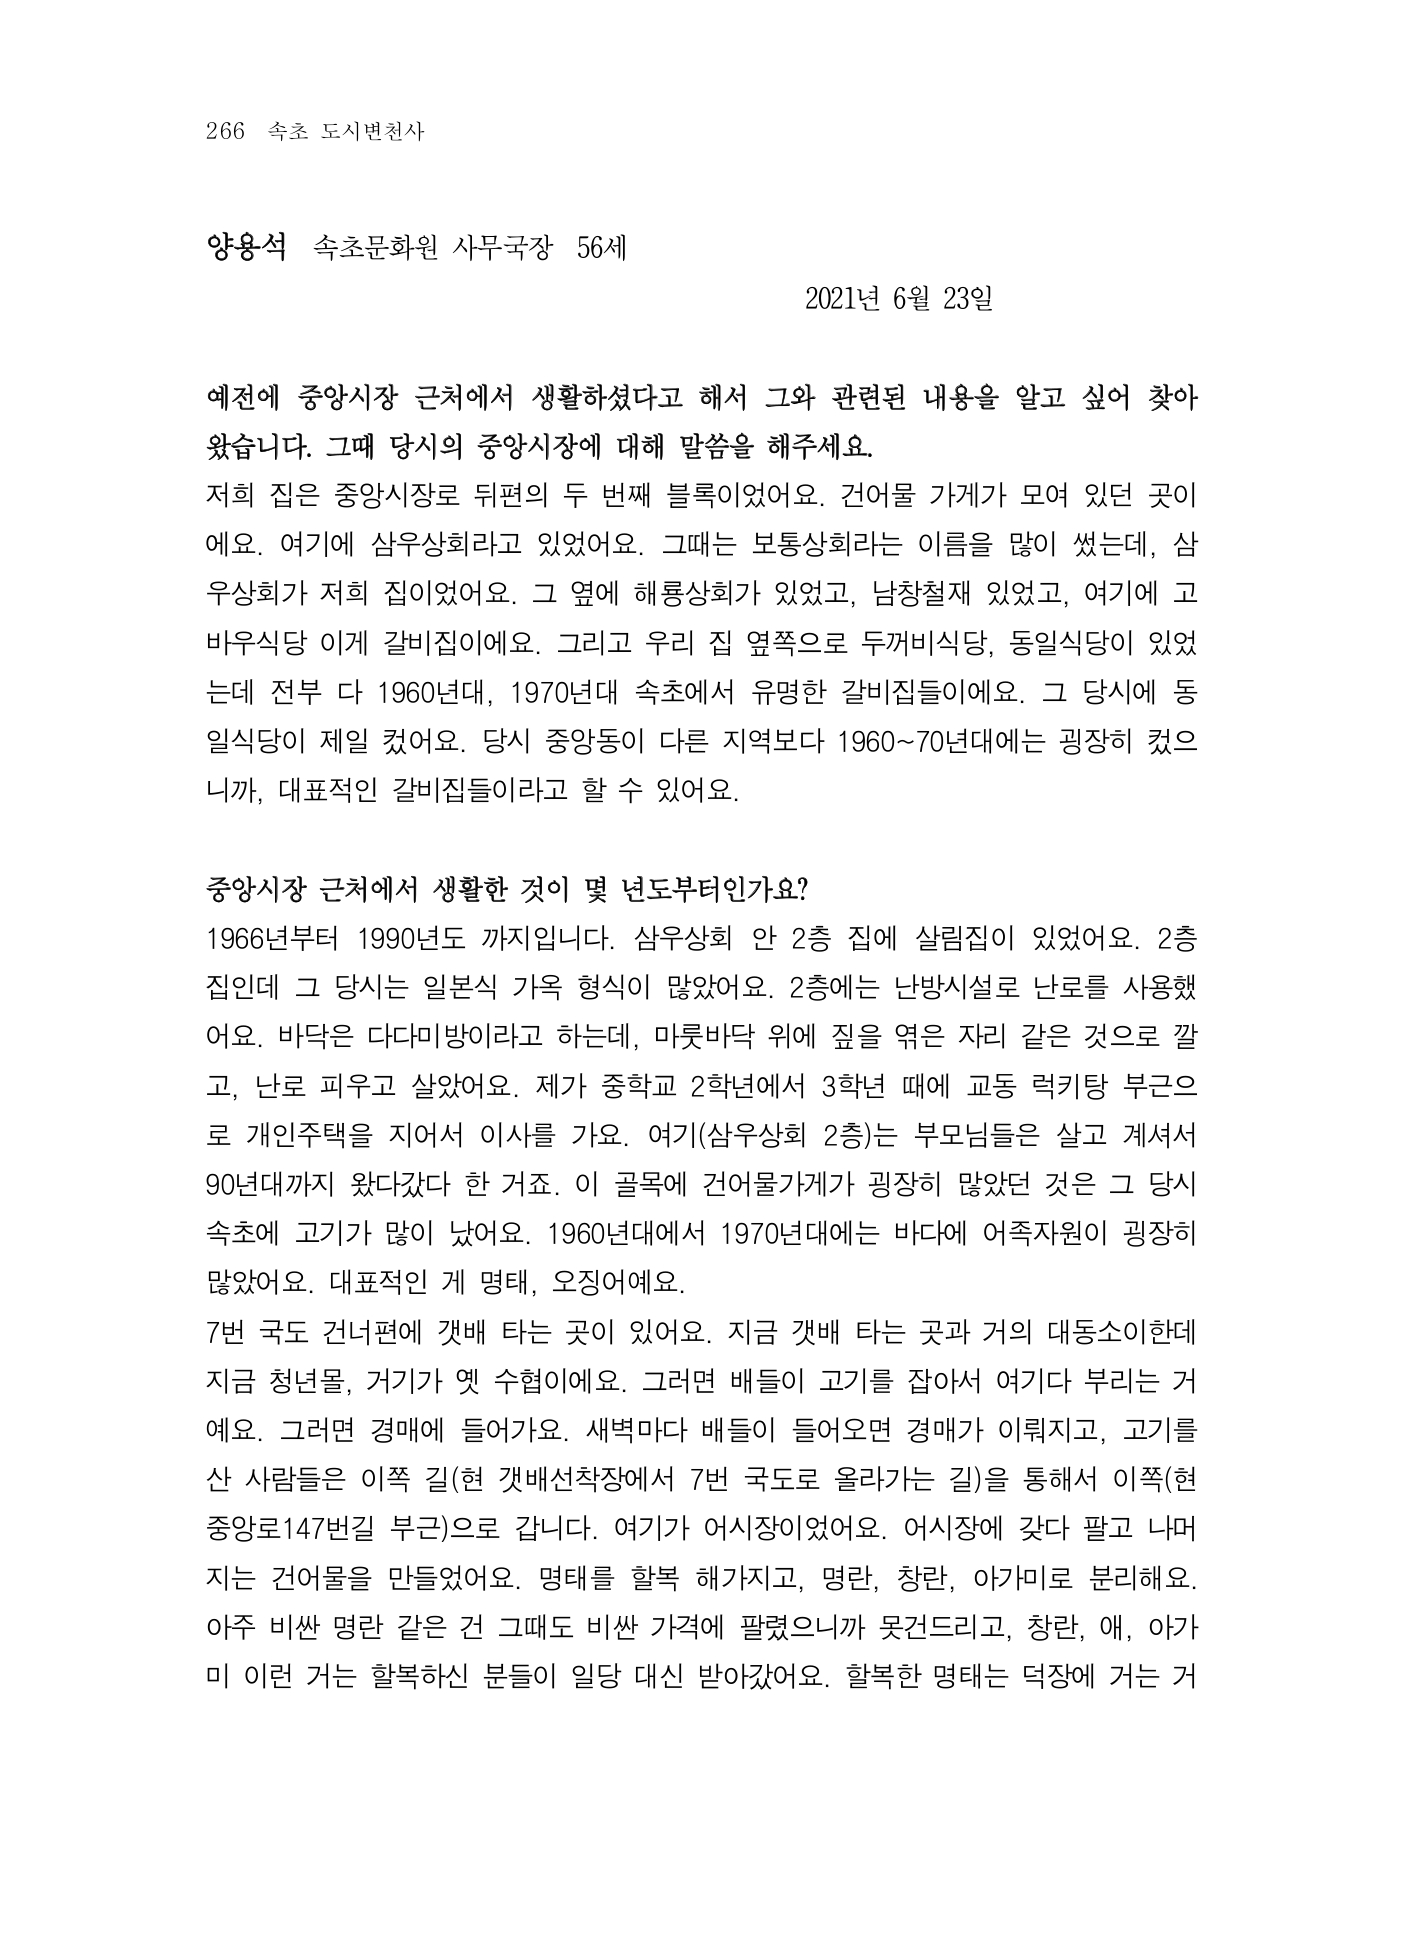 266 속초 도시변천사
양용석 속초문화원 사무국장 56세
2021년 6월 23일
예전에 중앙시장 근처에서 생활하셨다고 해서 그와 관련된 내용을 알고 싶어 찾아
왔습니다. 그때 당시의 중앙시장에 대해 말씀을 해주세요.
저희 집은 중앙시장로 뒤편의 두 번째 블록이었어요. 건어물 가게가 모여 있던 곳이
에요. 여기에 삼우상회라고 있었어요. 그때는 보통상회라는 이름을 많이 썼는데, 삼
우상회가 저희 집이었어요. 그 옆에 해룡상회가 있었고, 남창철재 있었고, 여기에 고
바우식당 이게 갈비집이에요. 그리고 우리 집 옆쪽으로 두꺼비식당, 동일식당이 있었
는데 전부 다 1960년대, 1970년대 속초에서 유명한 갈비집들이에요. 그 당시에 동
일식당이 제일 컸어요. 당시 중앙동이 다른 지역보다 1960~70년대에는 굉장히 컸으
니까, 대표적인 갈비집들이라고 할 수 있어요.
중앙시장 근처에서 생활한 것이 몇 년도부터인가요?
1966년부터 1990년도 까지입니다. 삼우상회 안 2층 집에 살림집이 있었어요. 2층
집인데 그 당시는 일본식 가옥 형식이 많았어요. 2층에는 난방시설로 난로를 사용했
어요. 바닥은 다다미방이라고 하는데, 마룻바닥 위에 짚을 엮은 자리 같은 것으로 깔
고, 난로 피우고 살았어요. 제가 중학교 2학년에서 3학년 때에 교동 럭키탕 부근으
로 개인주택을 지어서 이사를 가요. 여기(삼우상회 2층)는 부모님들은 살고 계셔서
90년대까지 왔다갔다 한 거죠. 이 골목에 건어물가게가 굉장히 많았던 것은 그 당시
속초에 고기가 많이 났어요. 1960년대에서 1970년대에는 바다에 어족자원이 굉장히
많았어요. 대표적인 게 명태, 오징어예요.
7번 국도 건너편에 갯배 타는 곳이 있어요. 지금 갯배 타는 곳과 거의 대동소이한데
지금 청년몰, 거기가 옛 수협이에요. 그러면 배들이 고기를 잡아서 여기다 부리는 거
예요. 그러면 경매에 들어가요. 새벽마다 배들이 들어오면 경매가 이뤄지고, 고기를
산 사람들은 이쪽 길(현 갯배선착장에서 7번 국도로 올라가는 길)을 통해서 이쪽(현
중앙로147번길 부근)으로 갑니다. 여기가 어시장이었어요. 어시장에 갖다 팔고 나머
지는 건어물을 만들었어요. 명태를 할복 해가지고, 명란, 창란, 아가미로 분리해요.
아주 비싼 명란 같은 건 그때도 비싼 가격에 팔렸으니까 못건드리고, 창란, 애, 아가
미 이런 거는 할복하신 분들이 일당 대신 받아갔어요. 할복한 명태는 덕장에 거는 거